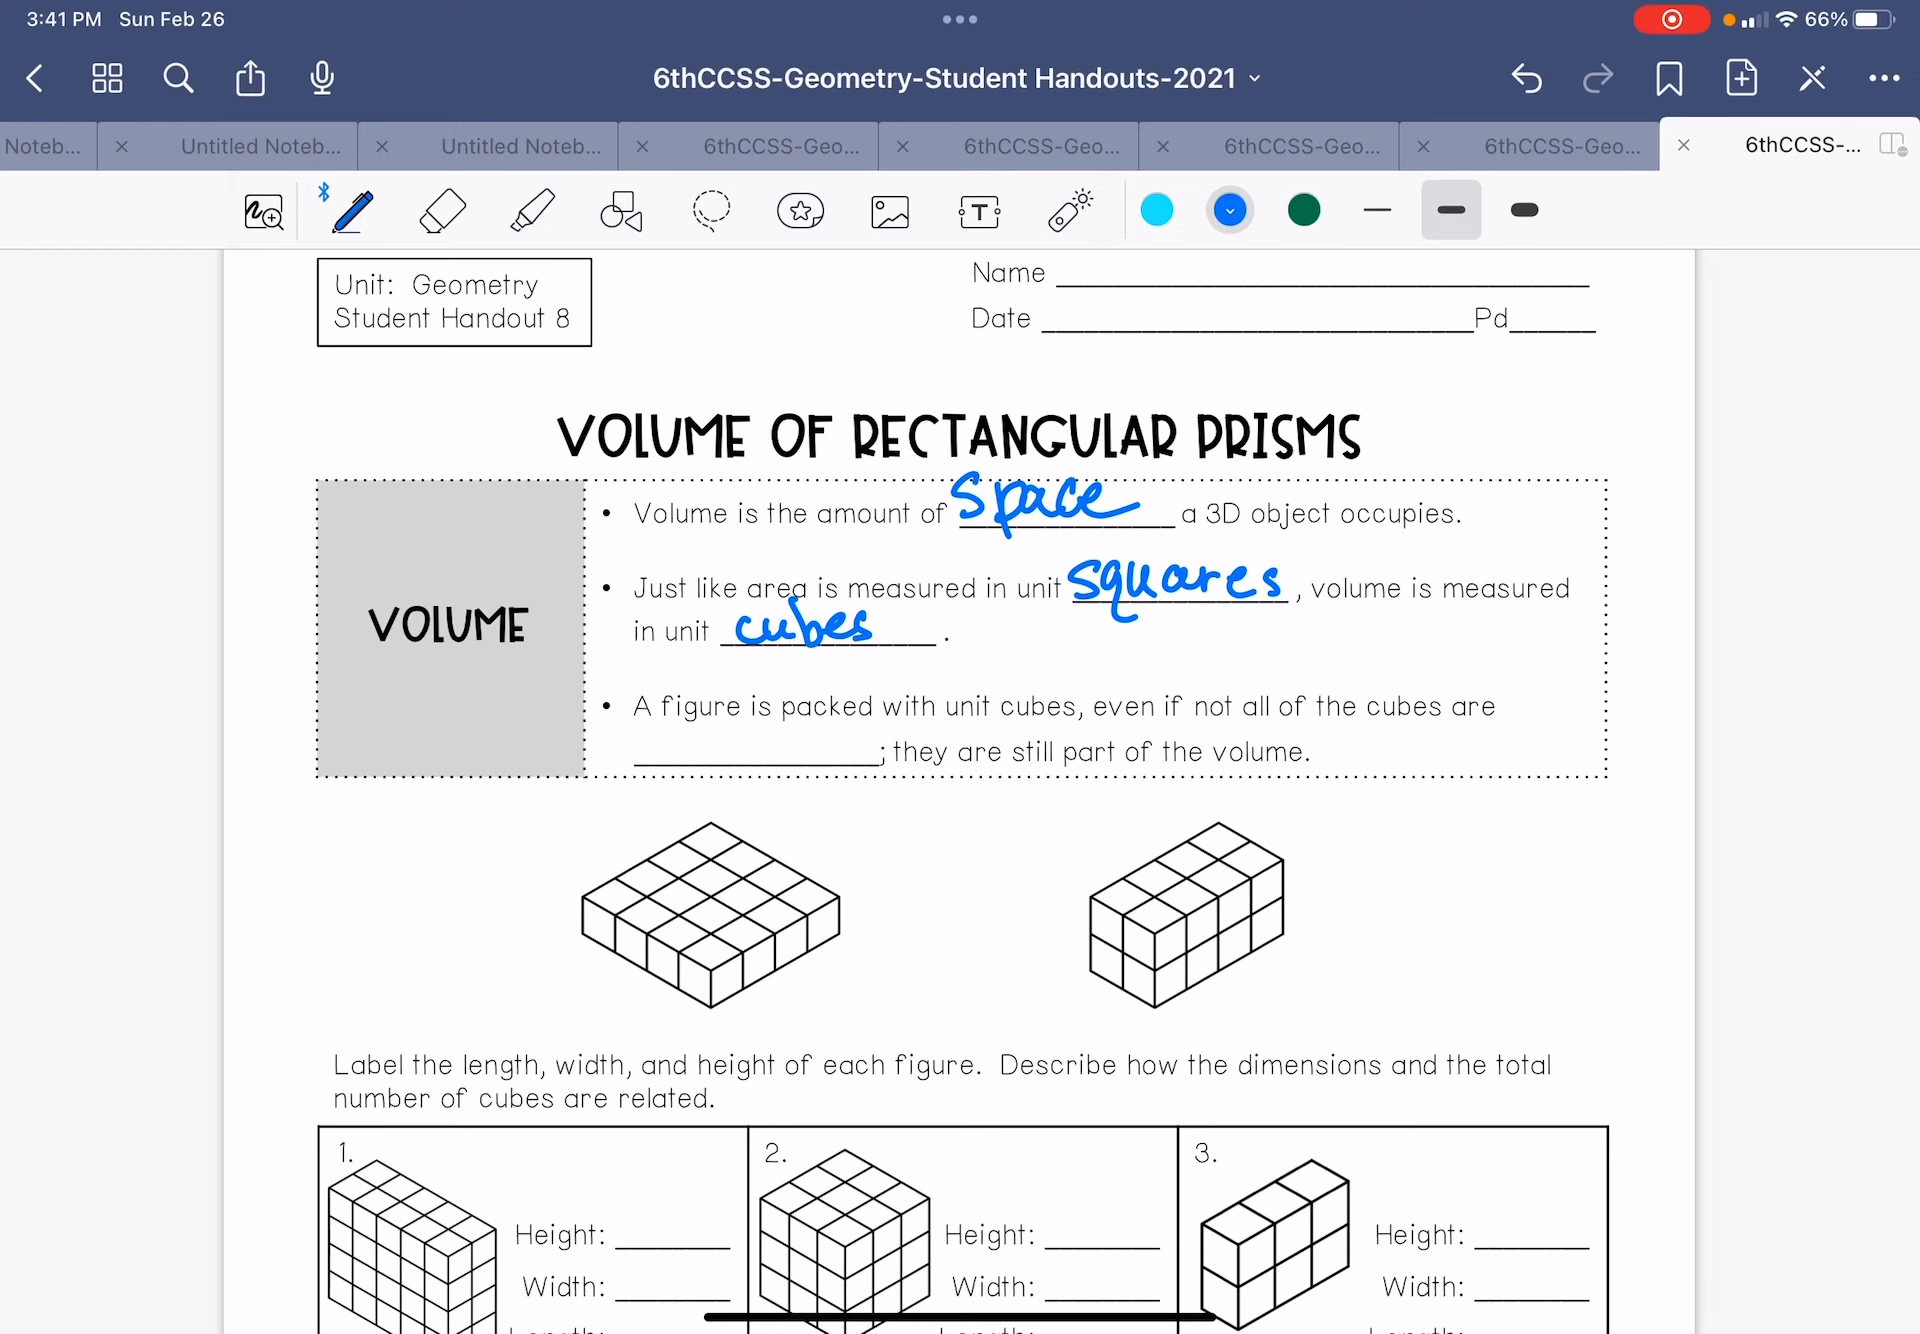 3:41 PM Sun Feb 26
66%
6thCCSS-Geometry-Student Handouts-2021
Noteb... Untitled Noteb... Untitled Noteb... 6thCCSS-Geo... 6thCCSS-Geo... 6thCCSS-Geo... 6thCCSS-Geo... 6thCCSS-...
T
Unit: Geometry
Student Handout 8
Name
Date Pd
VOLUME OF RECTANGULAR PRISMS
VOLUME
• Volume is the amount of space a 3D object occupies.
• Just like area is measured in unit squares, volume is measured
in unit cubes.
• A figure is packed with unit cubes, even if not all of the cubes are
; they are still part of the volume.
Label the length, width, and height of each figure. Describe how the dimensions and the total
number of cubes are related.
1.
Height:
Width:
Length:
2.
Height:
Width:
Length:
3.
Height:
Width:
Length: